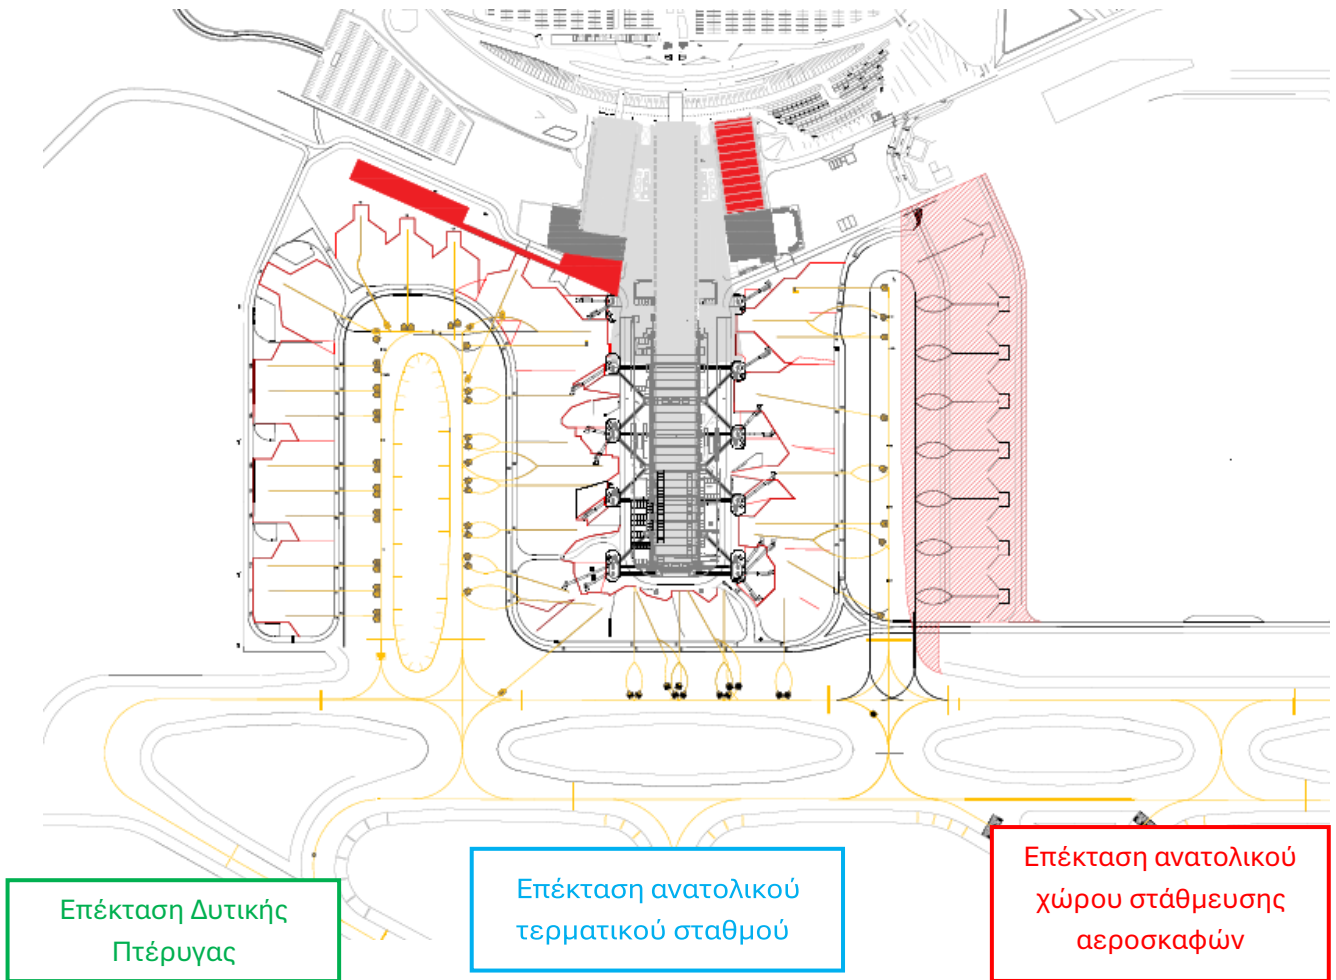 Επέκταση Δυτικής
Πτέρυγας
Επέκταση ανατολικού
τερματικού σταθμού
Επέκταση ανατολικού
χώρου στάθμευσης
αεροσκαφών